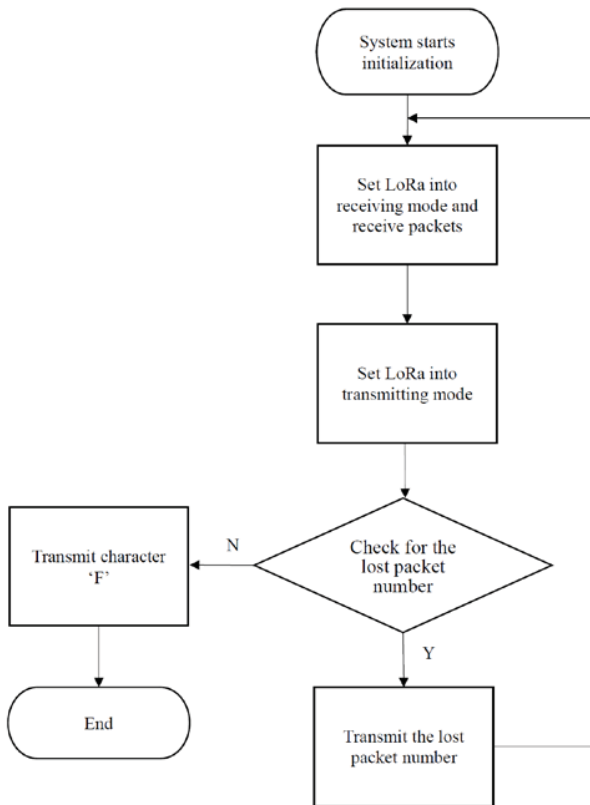 System starts
initialization
Set LoRa into
receiving mode and
receive packets
Set LoRa into
transmitting mode
Check for the
lost packet
number
N
Transmit character
‘F’
End
Y
Transmit the lost
packet number